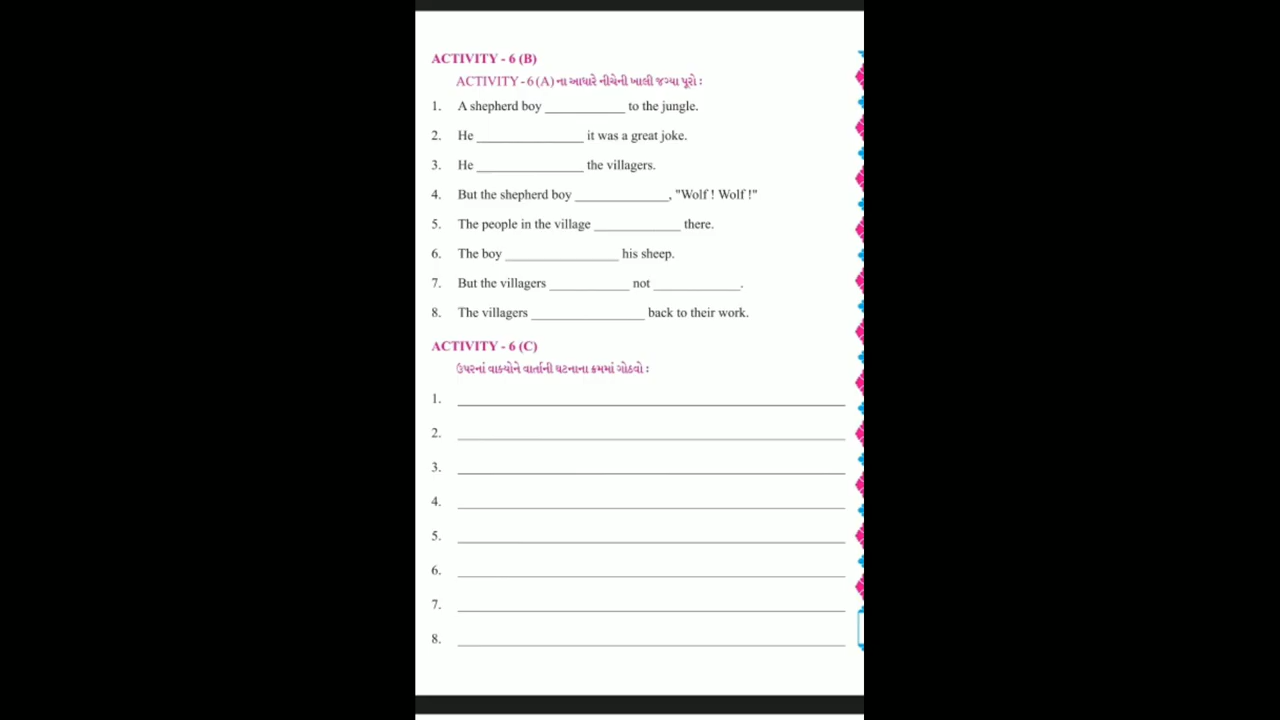 ACTIVITY - 6 (B)
ACTIVITY - 6 (A) ના આધારે નીચેની ખાલી જગ્યા પૂરો :
1. A shepherd boy ____________ to the jungle.
2. He ________________ it was a great joke.
3. He ________________ the villagers.
4. But the shepherd boy ______________, "Wolf ! Wolf !"
5. The people in the village _____________ there.
6. The boy _________________ his sheep.
7. But the villagers ____________ not _____________.
8. The villagers _________________ back to their work.
ACTIVITY - 6 (C)
ઉપરનાં વાક્યોને વાર્તાની ઘટનાના ક્રમમાં ગોઠવો :
1.
2.
3.
4.
5.
6.
7.
8.